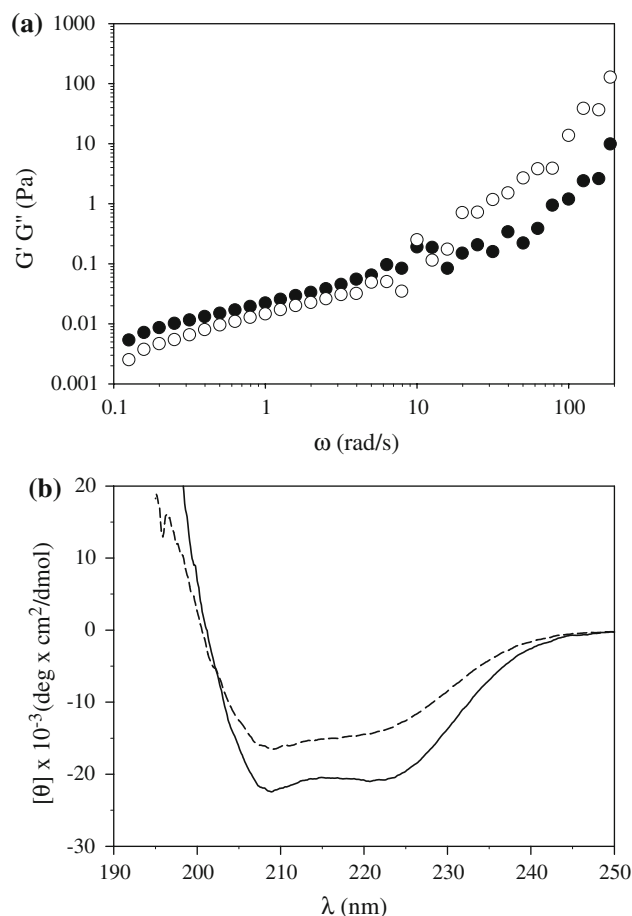 (a)
1000
100
10
1
0.1
0.01
0.001
G' G" (Pa)
0.1 1 10 100
ω (rad/s)
(b)
20
10
0
-10
-20
-30
[θ] x 10⁻³ (deg x cm²/dmol)
190 200 210 220 230 240 250
λ (nm)